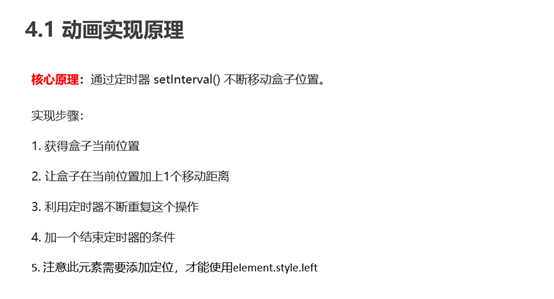 4.1 动画实现原理
核心原理：通过定时器 setInterval() 不断移动盒子位置。
实现步骤：
1. 获得盒子当前位置
2. 让盒子在当前位置加上1个移动距离
3. 利用定时器不断重复这个操作
4. 加一个结束定时器的条件
5. 注意此元素需要添加定位，才能使用element.style.left